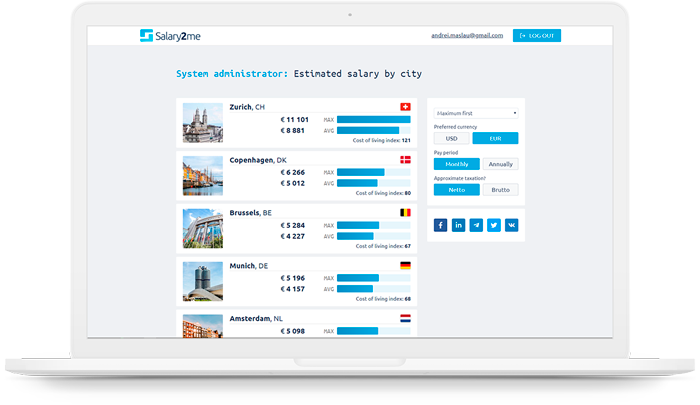 Salary2me
andrei.maslau@gmail.com
LOG OUT
System administrator: Estimated salary by city
Zurich, CH
€ 11 101 MAX
€ 8 881 AVG
Cost of living index: 121
Copenhagen, DK
€ 6 266 MAX
€ 5 012 AVG
Cost of living index: 80
Brussels, BE
€ 5 284 MAX
€ 4 227 AVG
Cost of living index: 67
Munich, DE
€ 5 196 MAX
€ 4 157 AVG
Cost of living index: 68
Amsterdam, NL
€ 5 098 MAX
Maximum first
Preferred currency
USD EUR
Pay period
Monthly Annually
Approximate taxation?
Netto Brutto